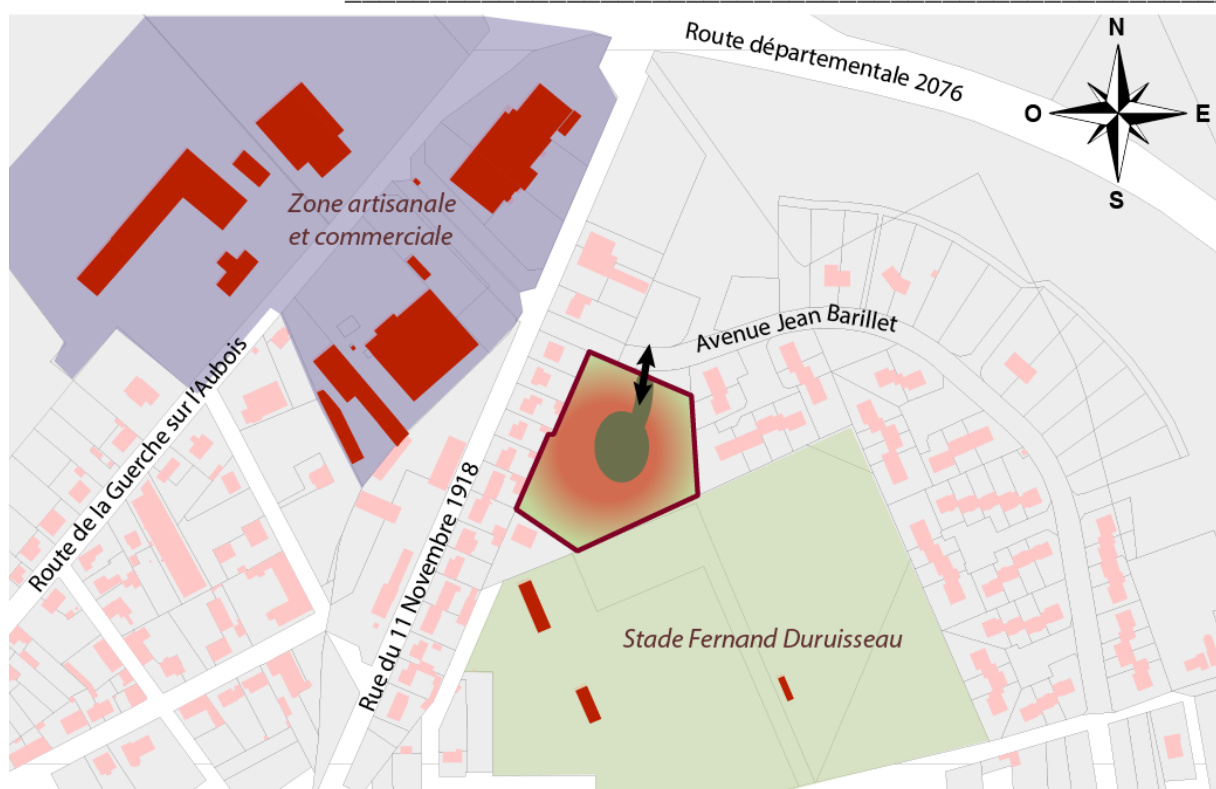 Route départementale 2076
N
O
E
S
Zone artisanale
et commerciale
Avenue Jean Barillet
Route de la Guerche sur l'Aubois
Rue du 11 Novembre 1918
Stade Fernand Duruisseau